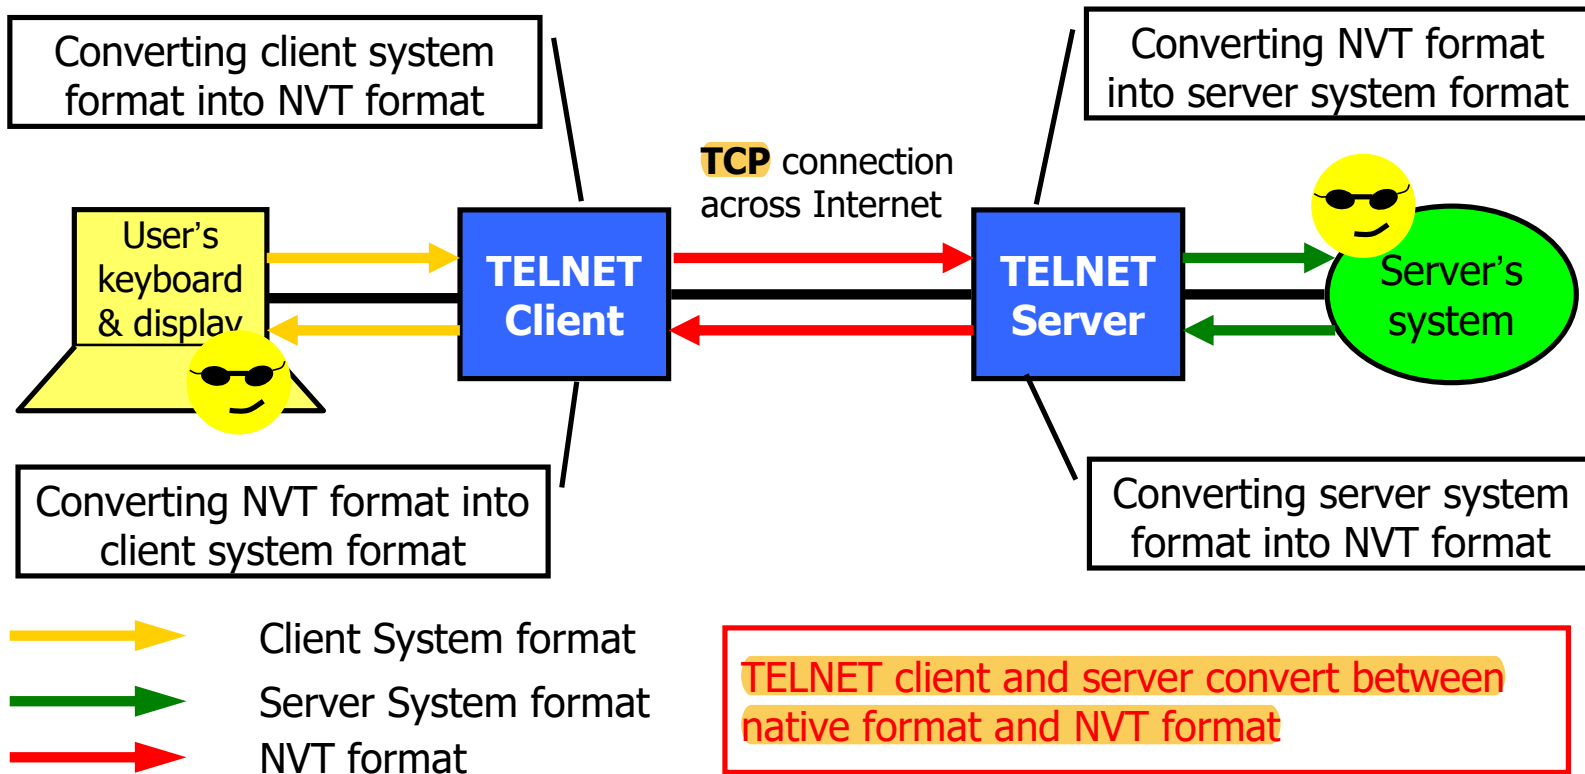 Converting client system
format into NVT format
Converting NVT format
into server system format
TCP connection
across Internet
User's
keyboard
& display
TELNET
Client
TELNET
Server
Server's
system
Converting NVT format into
client system format
Converting server system
format into NVT format
Client System format
Server System format
NVT format
TELNET client and server convert between
native format and NVT format